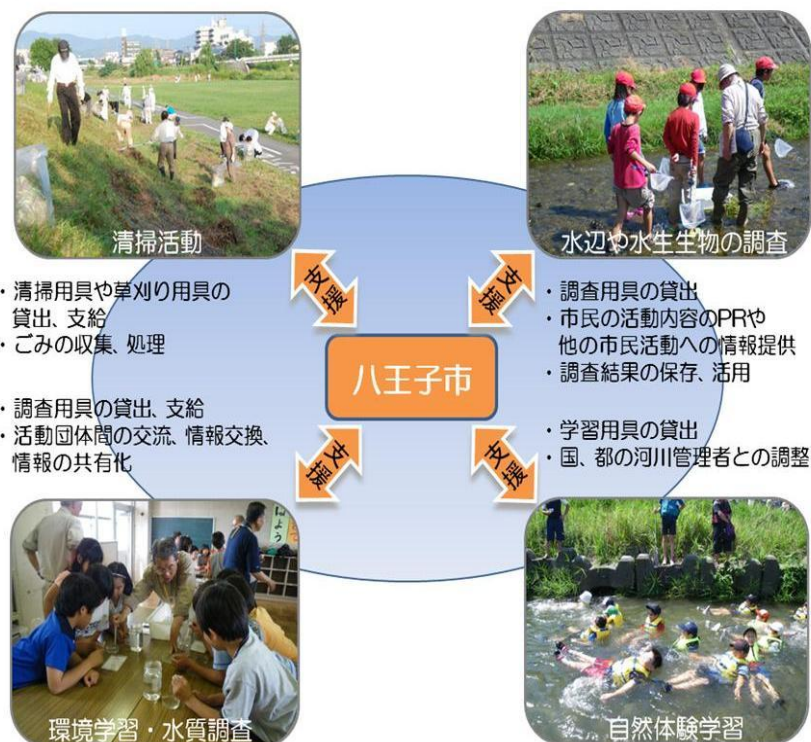 清掃活動
水辺や水生生物の調査
支援
支援
・清掃用具や草刈り用具の
貸出、支給
・ごみの収集、処理
・調査用具の貸出
・市民の活動内容のPRや
他の市民活動への情報提供
・調査結果の保存、活用
八王子市
・調査用具の貸出、支給
・活動団体間の交流、情報交換、
情報の共有化
・学習用具の貸出
・国、都の河川管理者との調整
支援
支援
環境学習・水質調査
自然体験学習